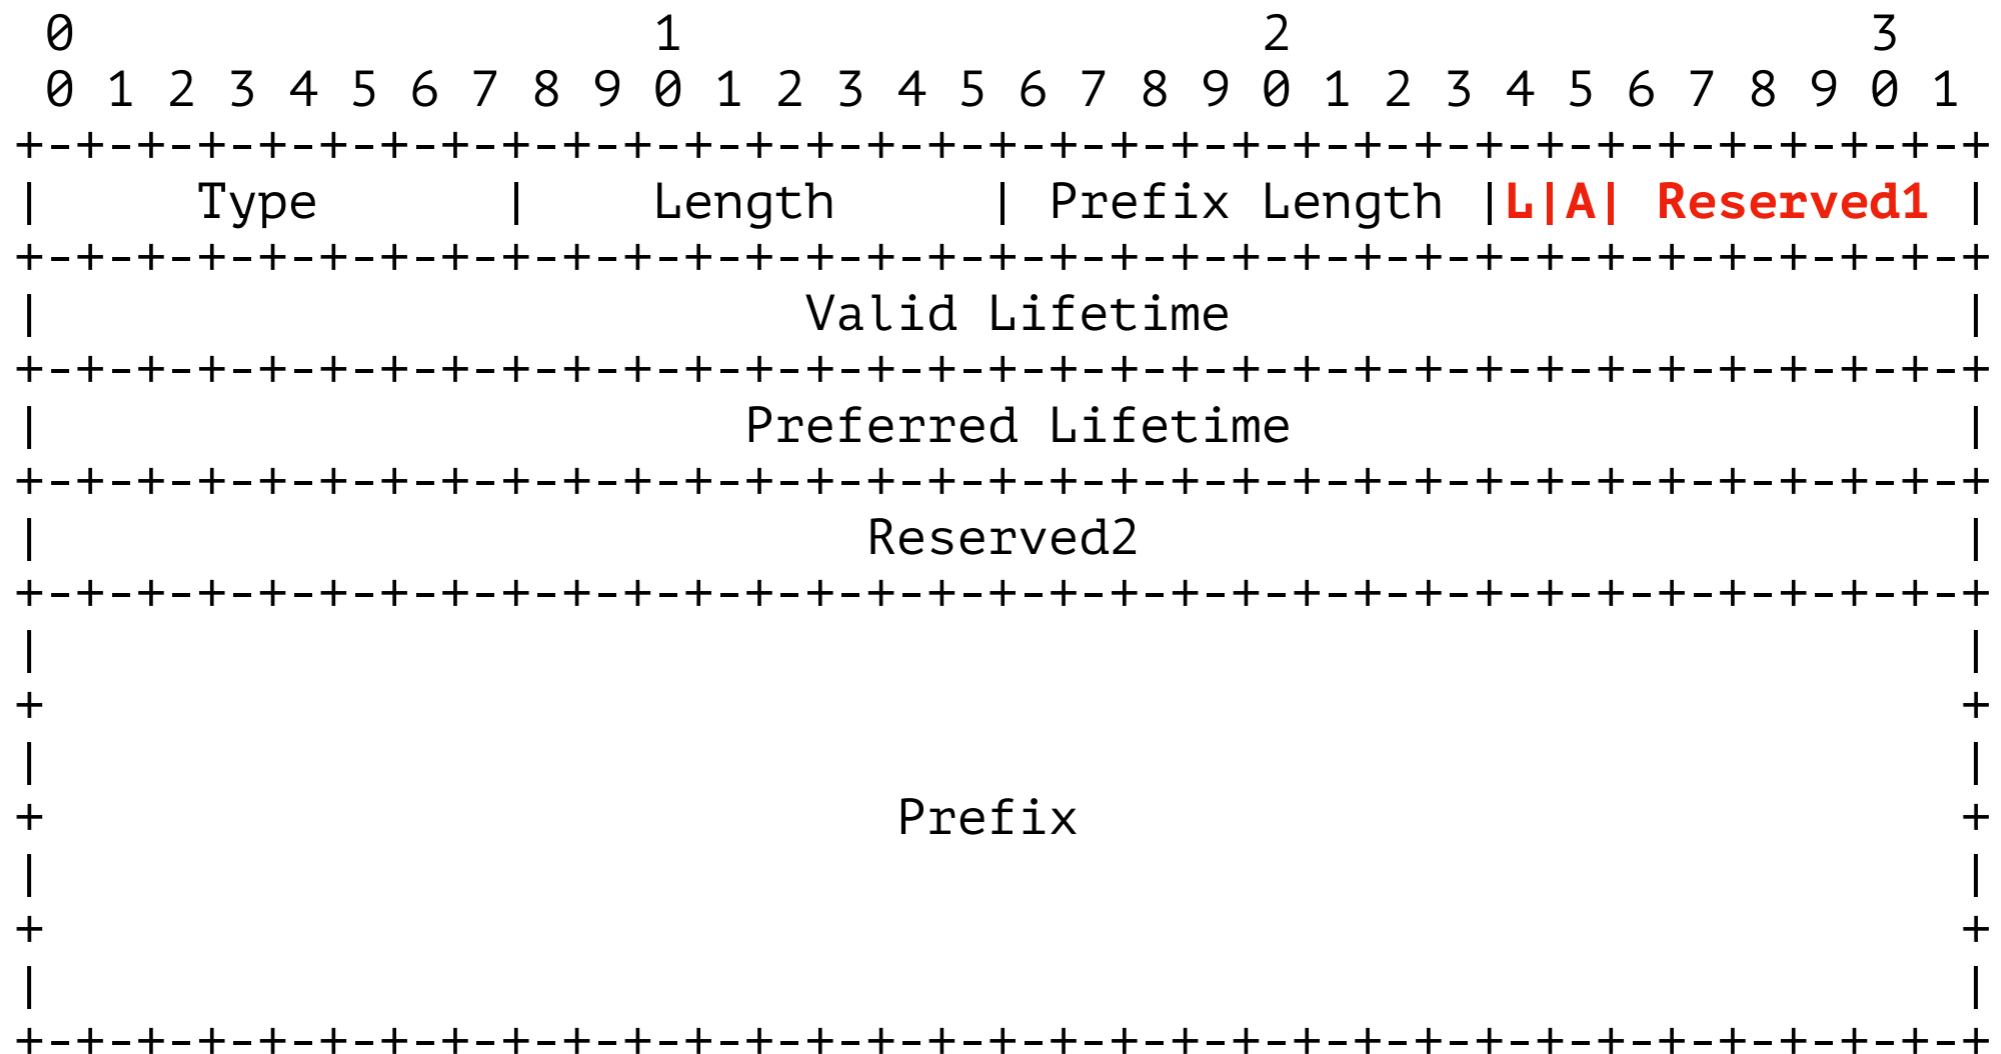 0                   1                   2                   3
 0 1 2 3 4 5 6 7 8 9 0 1 2 3 4 5 6 7 8 9 0 1 2 3 4 5 6 7 8 9 0 1
+-+-+-+-+-+-+-+-+-+-+-+-+-+-+-+-+-+-+-+-+-+-+-+-+-+-+-+-+-+-+-+-+
|     Type      |    Length     | Prefix Length |L|A| Reserved1 |
+-+-+-+-+-+-+-+-+-+-+-+-+-+-+-+-+-+-+-+-+-+-+-+-+-+-+-+-+-+-+-+-+
|                         Valid Lifetime                        |
+-+-+-+-+-+-+-+-+-+-+-+-+-+-+-+-+-+-+-+-+-+-+-+-+-+-+-+-+-+-+-+-+
|                       Preferred Lifetime                      |
+-+-+-+-+-+-+-+-+-+-+-+-+-+-+-+-+-+-+-+-+-+-+-+-+-+-+-+-+-+-+-+-+
|                           Reserved2                           |
+-+-+-+-+-+-+-+-+-+-+-+-+-+-+-+-+-+-+-+-+-+-+-+-+-+-+-+-+-+-+-+-+
|                                                               |
+                                                               +
|                                                               |
+                            Prefix                             +
|                                                               |
+                                                               +
|                                                               |
+-+-+-+-+-+-+-+-+-+-+-+-+-+-+-+-+-+-+-+-+-+-+-+-+-+-+-+-+-+-+-+-+